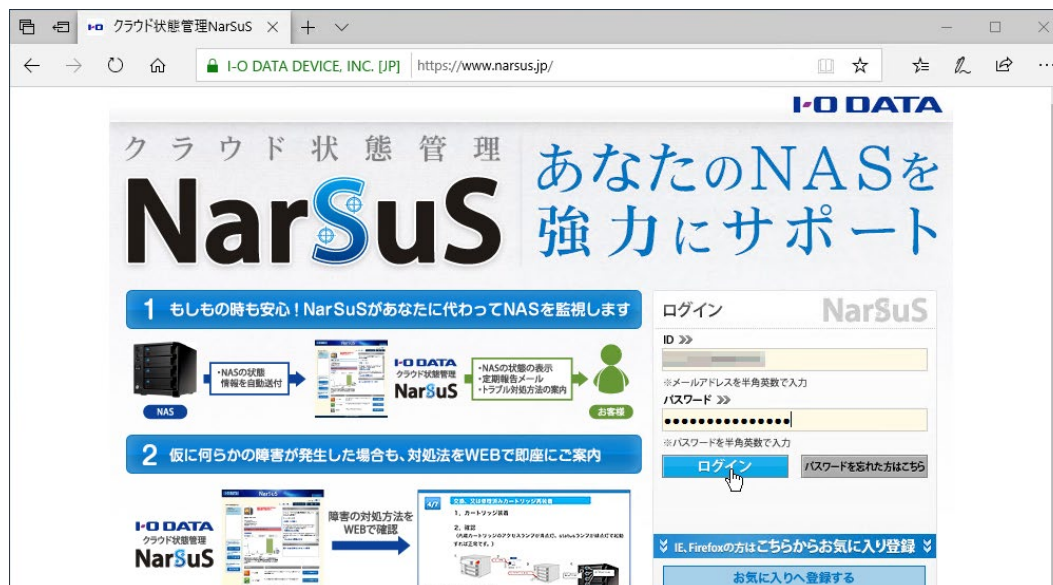 クラウド状態管理NarSuS
I-O DATA DEVICE, INC. [JP]
https://www.narsus.jp/
I-O DATA
クラウド状態管理
NarSuS
あなたのNASを
強力にサポート
1 もしもの時も安心！NarSuSがあなたに代わってNASを監視します
・NASの状態
情報を自動送付
NAS
I-O DATA
クラウド状態管理
NarSuS
・NASの状態の表示
・定期報告メール
・トラブル対処方法の案内
お客様
2 仮に何らかの障害が発生した場合も、対処法をWEBで即座にご案内
I-O DATA
クラウド状態管理
NarSuS
障害の対処方法を
WEBで確認
4/7
1、カートリッジ装着
2、確認
ログイン
NarSuS
ID
※メールアドレスを半角英数で入力
パスワード
※パスワードを半角英数で入力
ログイン
パスワードを忘れた方はこちら
IE、Firefoxの方はこちらからお気に入り登録
お気に入りへ登録する